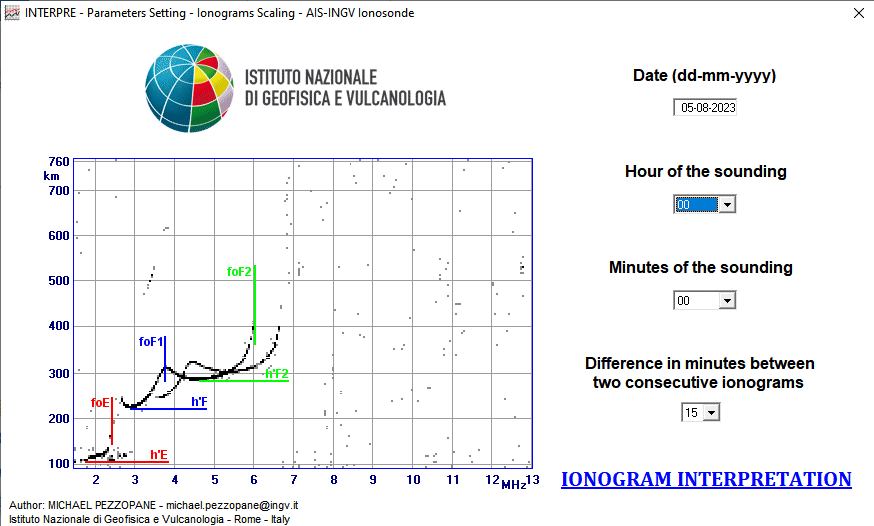 INTERPRE - Parameters Setting - Ionograms Scaling - AIS-INGV Ionosonde
ISTITUTO NAZIONALE
DI GEOFISICA E VULCANOLOGIA
Date (dd-mm-yyyy)
05-08-2023
Hour of the sounding
00
Minutes of the sounding
00
Difference in minutes between
two consecutive ionograms
15
IONOGRAM INTERPRETATION
760
km
700
600
500
400
300
200
100
foF2
foF1
h'F2
foE
h'F
h'E
2 3 4 5 6 7 8 9 10 11 12 MHz 13
Author: MICHAEL PEZZOPANE - michael.pezzopane@ingv.it
Istituto Nazionale di Geofisica e Vulcanologia - Rome - Italy